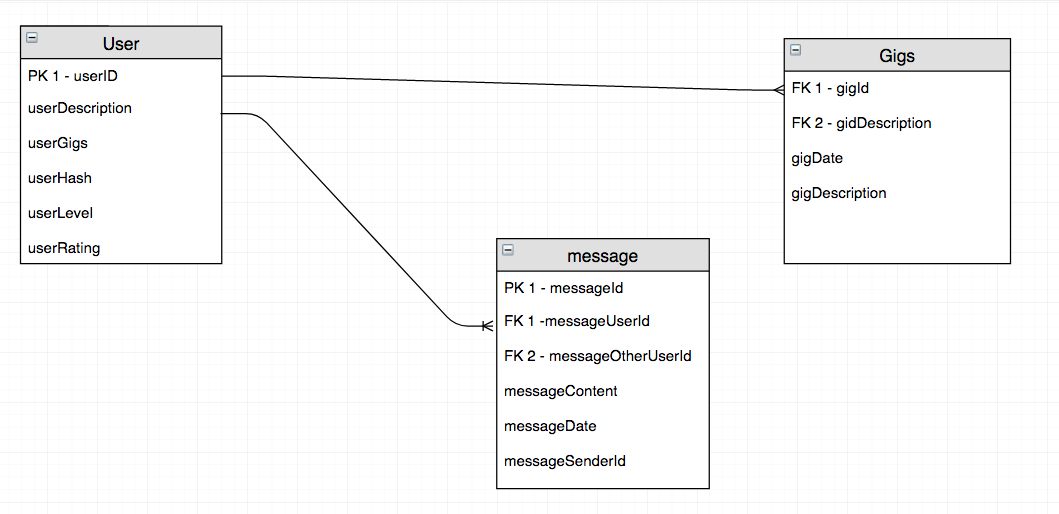 User
PK 1 - userID
userDescription
userGigs
userHash
userLevel
userRating
Gigs
FK 1 - gigId
FK 2 - gidDescription
gigDate
gigDescription
message
PK 1 - messageId
FK 1 -messageUserId
FK 2 - messageOtherUserId
messageContent
messageDate
messageSenderId